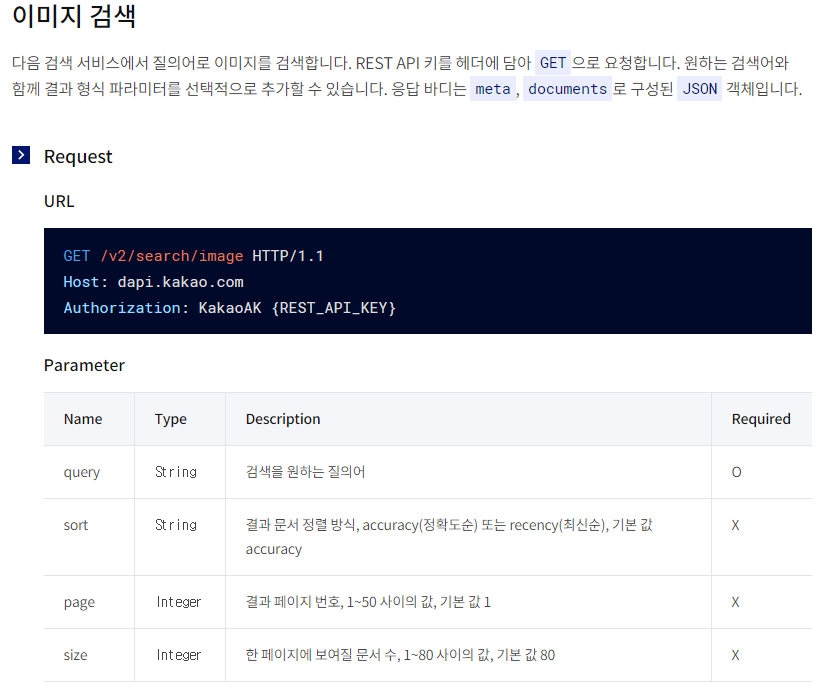 이미지 검색
다음 검색 서비스에서 질의어로 이미지를 검색합니다. REST API 키를 헤더에 담아 GET 으로 요청합니다. 원하는 검색어와
함께 결과 형식 파라미터를 선택적으로 추가할 수 있습니다. 응답 바디는 meta , documents 로 구성된 JSON 객체입니다.
Request
URL
GET /v2/search/image HTTP/1.1
Host: dapi.kakao.com
Authorization: KakaoAK {REST_API_KEY}
Parameter
Name Type Description Required
query String 검색을 원하는 질의어 O
sort String 결과 문서 정렬 방식, accuracy(정확도순) 또는 recency(최신순), 기본 값
accuracy X
page Integer 결과 페이지 번호, 1~50 사이의 값, 기본 값 1 X
size Integer 한 페이지에 보여질 문서 수, 1~80 사이의 값, 기본 값 80 X